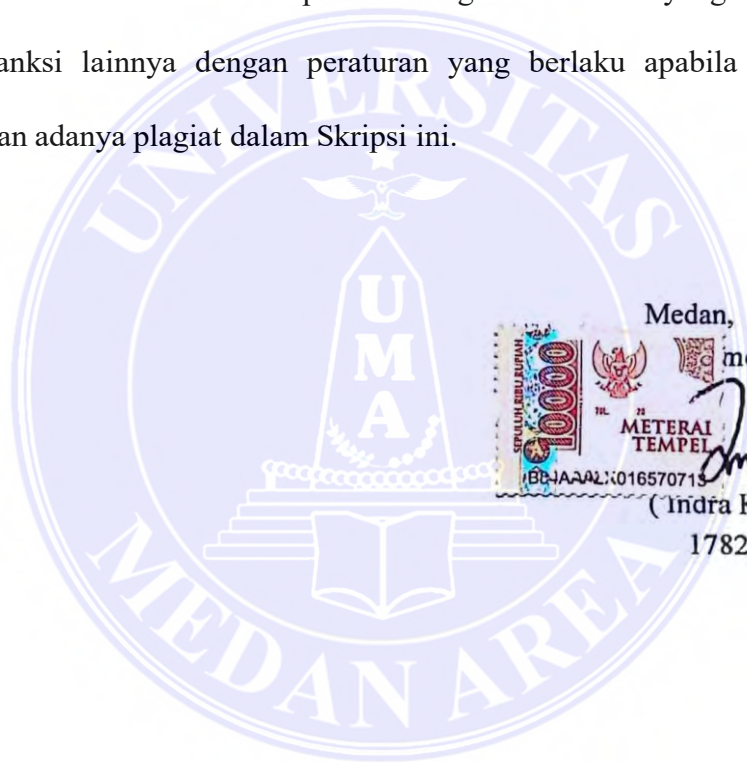 anksi lainnya dengan peraturan yang berlaku apabila
an adanya plagiat dalam Skripsi ini.
UNIVERSITAS
UMA
Medan,
SEPULUH RIBU RUPIAH
10000
METERAI
TEMPEL
( Indra
1782
MEDAN AREA